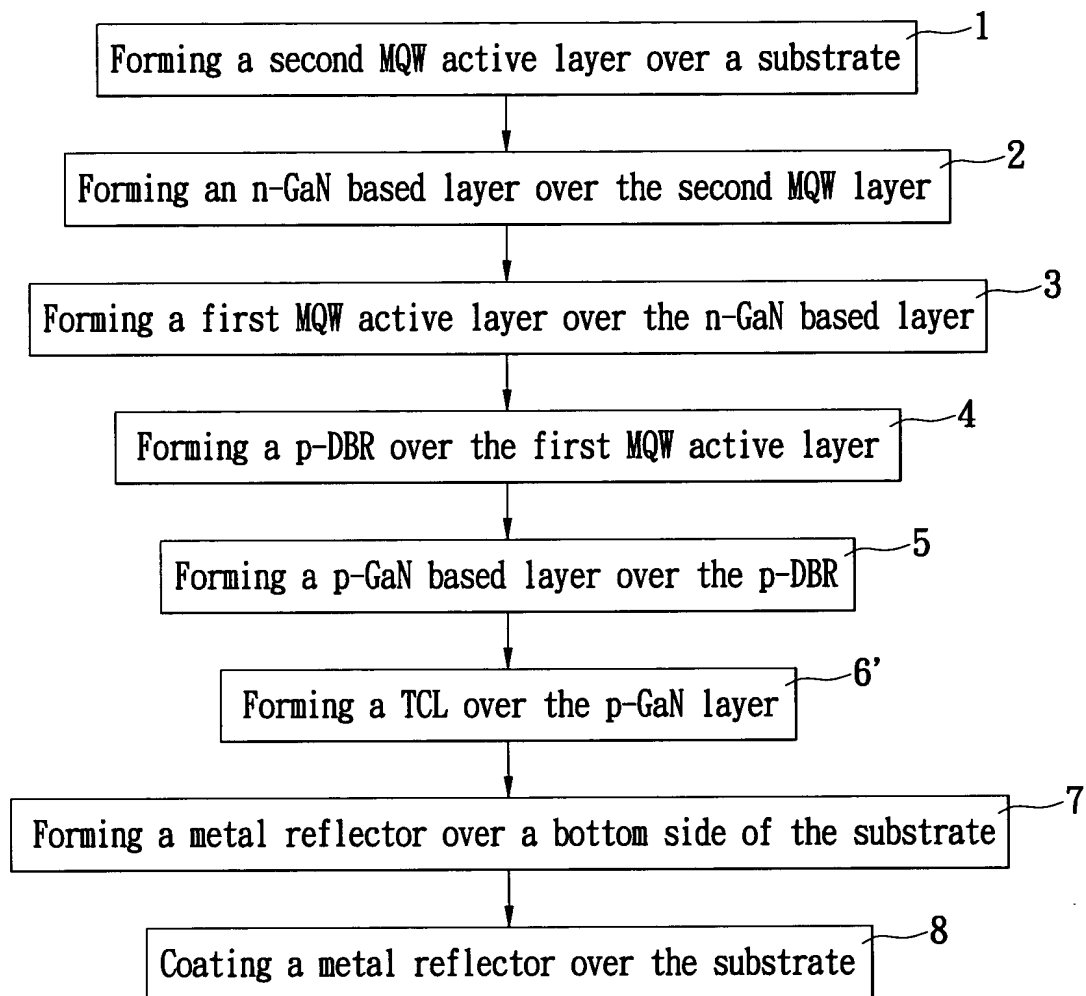 1
Forming a second MQW active layer over a substrate
2
Forming an n-GaN based layer over the second MQW layer
3
Forming a first MQW active layer over the n-GaN based layer
4
Forming a p-DBR over the first MQW active layer
5
Forming a p-GaN based layer over the p-DBR
6’
Forming a TCL over the p-GaN layer
7
Forming a metal reflector over a bottom side of the substrate
8
Coating a metal reflector over the substrate